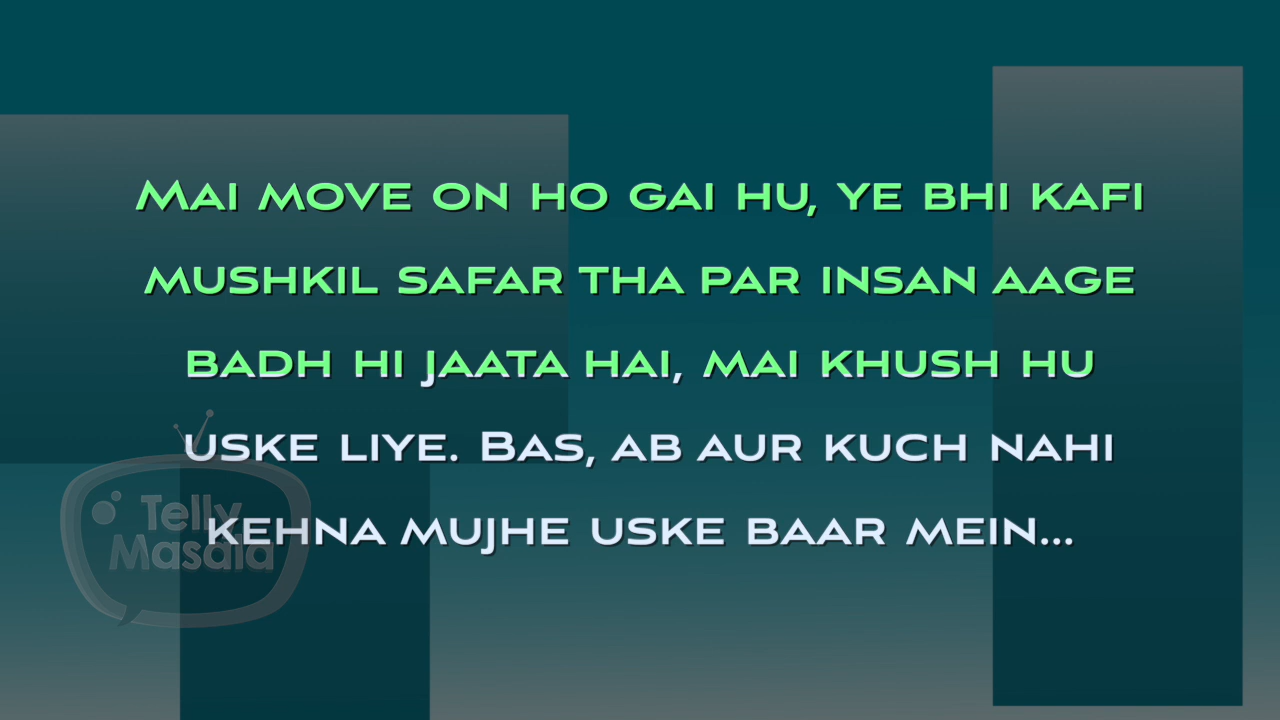 Mai move on ho gai hu, ye bhi kafi
mushkil safar tha par insan aage
badh hi jaata hai, mai khush hu
uske liye. Bas, ab aur kuch nahi
kehna mujhe uske baar mein...
Telly
Masala